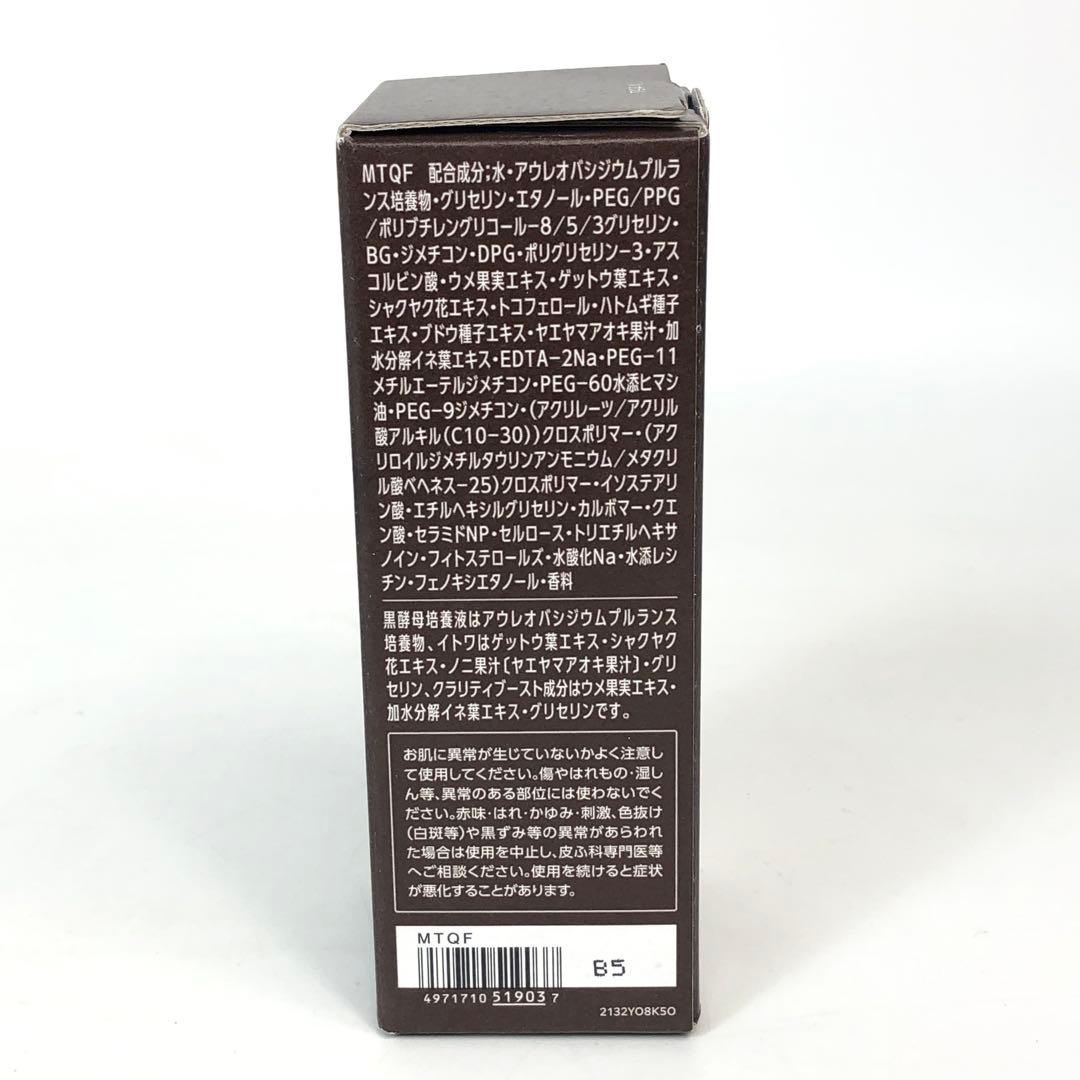 MTQF 配合成分；水・アウレオバシジウムプルラ
ンス培養物・グリセリン・エタノール・PEG/PPG
/ポリブチレングリコール-8/5/3グリセリン・
BG・ジメチコン・DPG・ポリグリセリン-3・アス
コルビン酸・ウメ果実エキス・ゲットウ葉エキス・
シャクヤク花エキス・トコフェロール・ハトムギ種子
エキス・ブドウ種子エキス・ヤエヤマアオキ果汁・加
水分解イネ葉エキス・EDTA-2Na・PEG-11
メチルエーテルジメチコン・PEG-60水添ヒマシ
油・PEG-9ジメチコン・(アクリレーツ/アクリル
酸アルキル(C10-30))クロスポリマー・(アク
リロイルジメチルタウリンアンモニウム/メタクリ
ル酸ベヘネス-25)クロスポリマー・イソステアリ
ン酸・エチルヘキシルグリセリン・カルボマー・クエ
ン酸・セラミドNP・セルロース・トリエチルヘキサ
ノイン・フィトステロールズ・水酸化Na・水添レシ
チン・フェノキシエタノール・香料
黒酵母培養液はアウレオバシジウムプルランス
培養物、イトワはゲットウ葉エキス・シャクヤク
花エキス・ノニ果汁〔ヤエヤマアオキ果汁〕・グリ
セリン、クラリティブースト成分はウメ果実エキス・
加水分解イネ葉エキス・グリセリンです。
お肌に異常が生じていないかよく注意し
て使用してください。傷やはれもの・湿し
ん等、異常のある部位には使わないでく
ださい。赤味・はれ・かゆみ・刺激、色抜け
(白斑等)や黒ずみ等の異常があらわれ
た場合は使用を中止し、皮ふ科専門医等
へご相談ください。使用を続けると症状
が悪化することがあります。
MTQF
B5
4971710 519037
2132YO8K5O